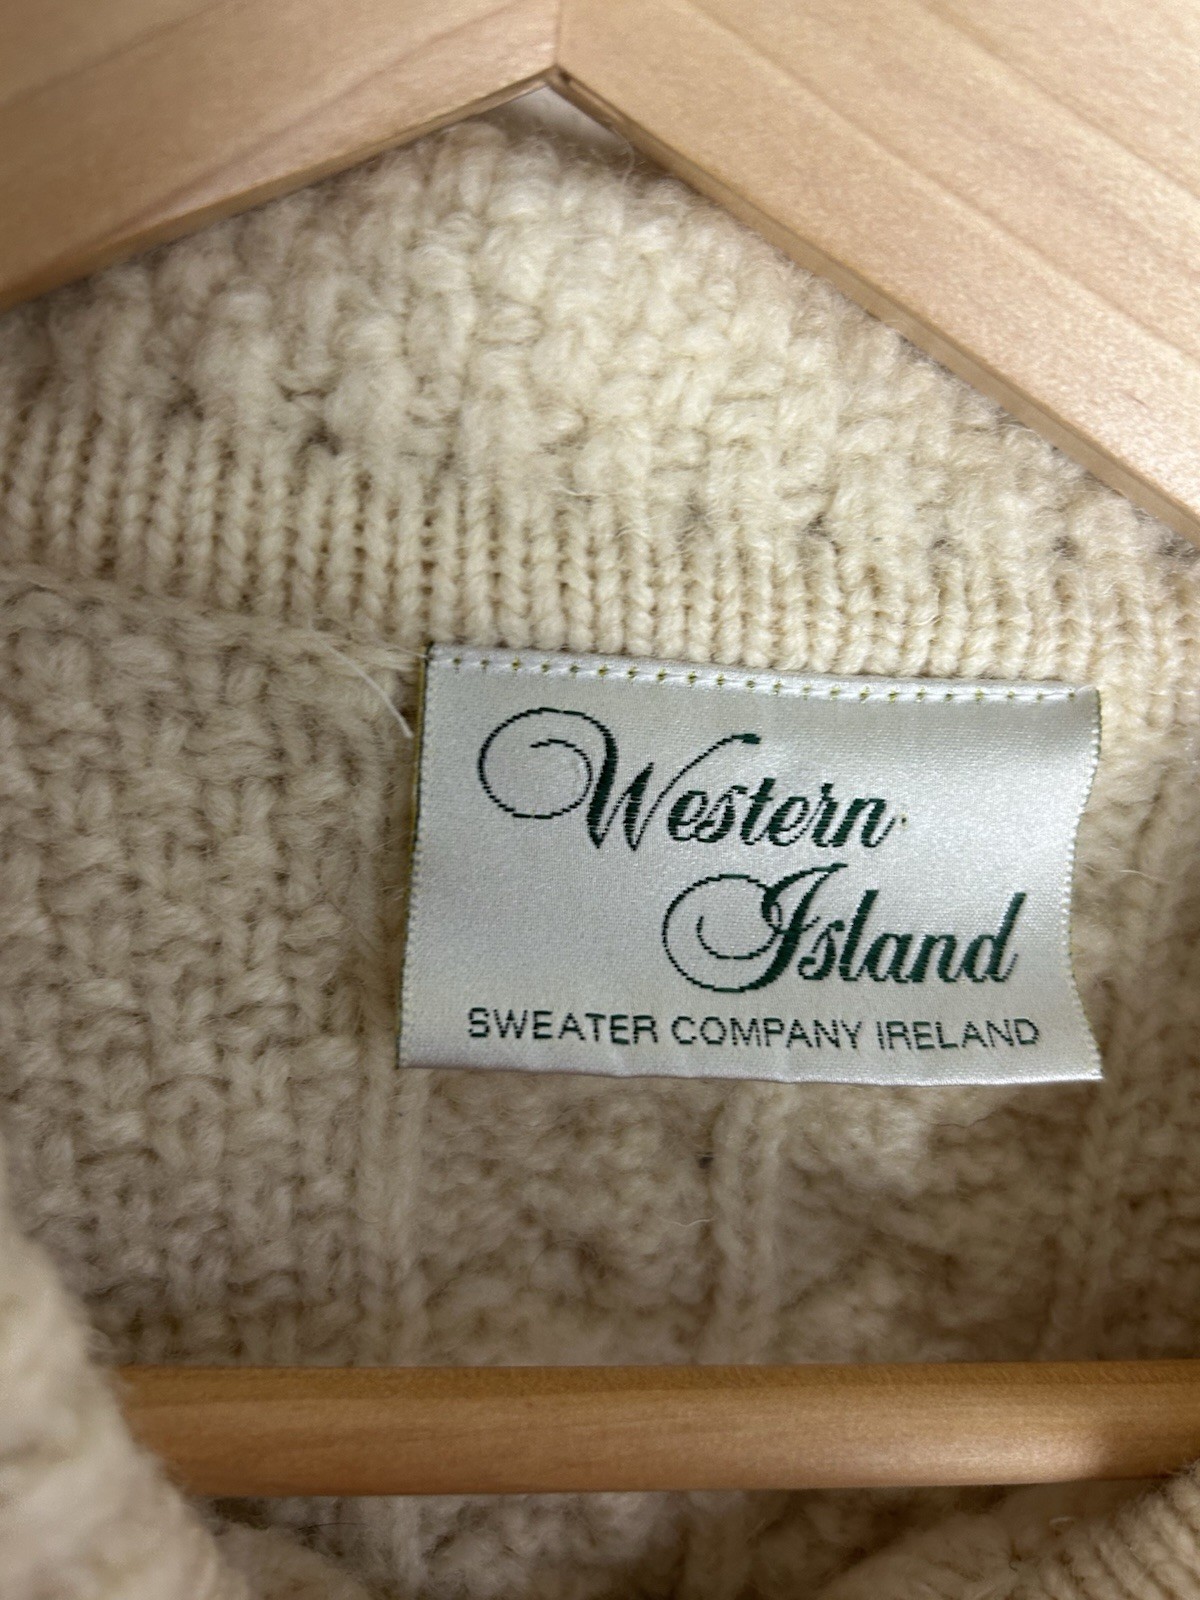 Western
Island
SWEATER COMPANY IRELAND